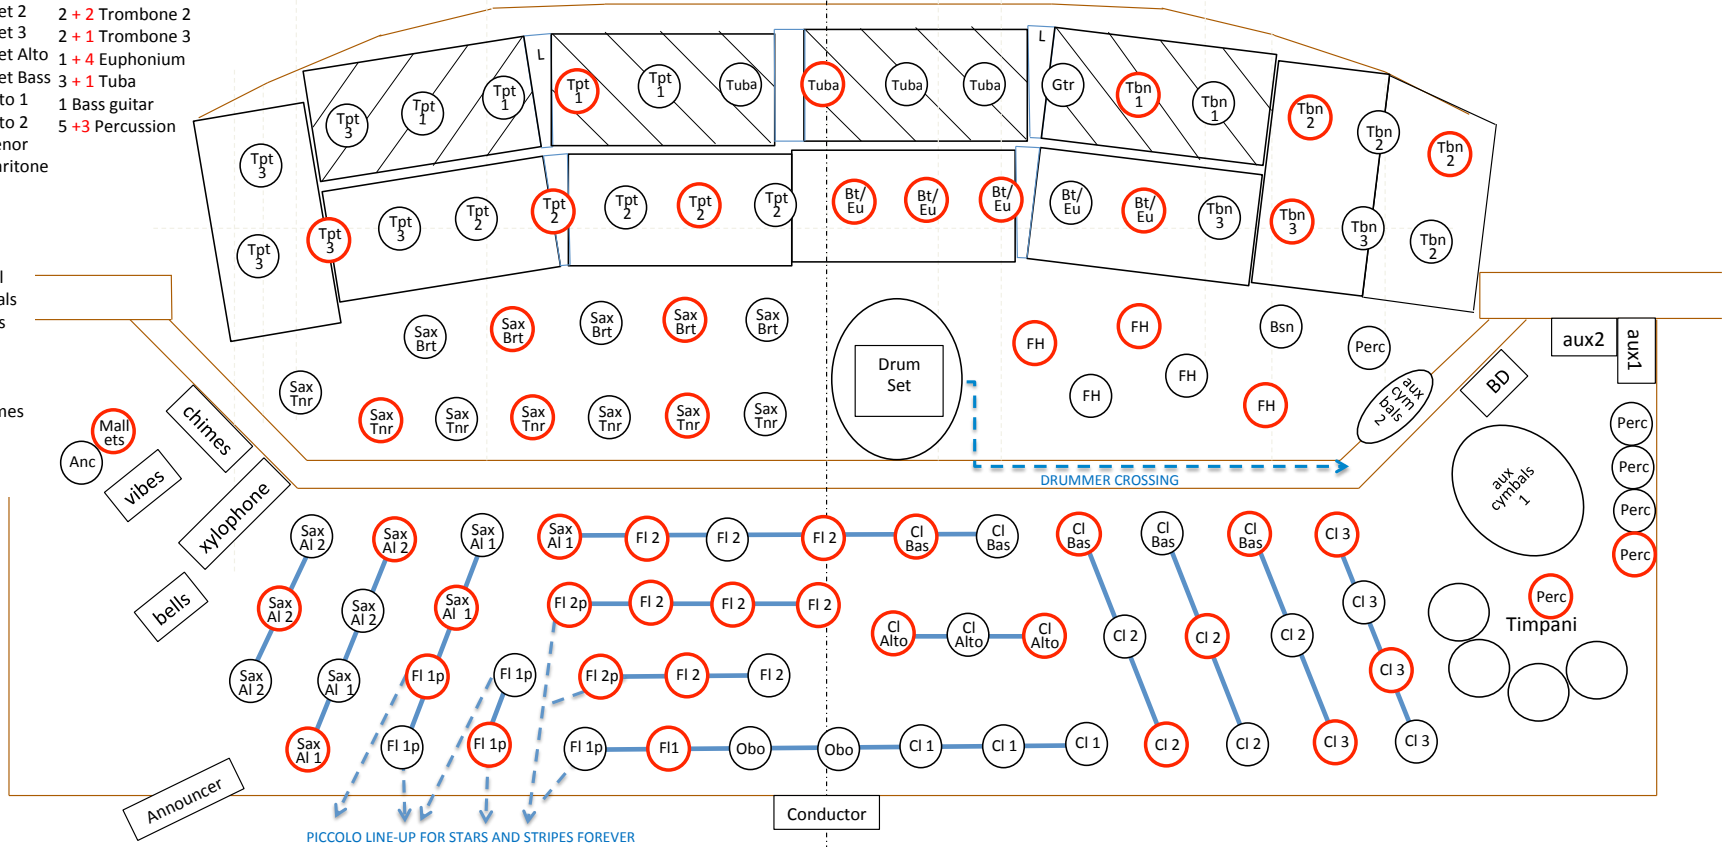 et 2 2 + 2 Trombone 2
et 3 2 + 1 Trombone 3
et Alto 1 + 4 Euphonium
et Bass 3 + 1 Tuba
to 1 1 Bass guitar
to 2 5 +3 Percussion
enor
aritone
l
als
s
mes
L
L
Tpt 3
Tpt 1
Tpt 1
Tpt 1
Tpt 1
Tuba
Tuba
Tuba
Tuba
Gtr
Tbn 1
Tbn 1
Tbn 2
Tbn 2
Tbn 2
Tpt 3
Tpt 3
Tpt 3
Tpt 3
Tpt 2
Tpt 2
Tpt 2
Tpt 2
Tpt 2
Bt/ Eu
Bt/ Eu
Bt/ Eu
Bt/ Eu
Bt/ Eu
Tbn 3
Tbn 3
Tbn 3
Tbn 2
Sax Brt
Sax Brt
Sax Brt
Sax Brt
Sax Brt
Drum Set
FH
FH
Bsn
Perc
aux2
aux1
Sax Tnr
Sax Tnr
Sax Tnr
Sax Tnr
Sax Tnr
Sax Tnr
Sax Tnr
FH
FH
FH
aux cym bals 2
BD
Mall ets
Anc
chimes
vibes
xylophone
bells
DRUMMER CROSSING
aux cymbals 1
Perc
Perc
Perc
Perc
Perc
Timpani
Sax Al 2
Sax Al 2
Sax Al 1
Sax Al 1
Fl 2
Fl 2
Fl 2
Cl Bas
Cl Bas
Cl Bas
Cl Bas
Cl Bas
Cl 3
Sax Al 2
Sax Al 2
Sax Al 1
Fl 2p
Fl 2
Fl 2
Fl 2
Cl Alto
Cl Alto
Cl Alto
Cl 2
Cl 2
Cl 2
Cl 3
Sax Al 2
Sax Al 1
Fl 1p
Fl 1p
Fl 2p
Fl 2
Fl 2
Cl 3
Sax Al 1
Fl 1p
Fl 1p
Fl 1p
Fl1
Obo
Obo
Cl 1
Cl 1
Cl 1
Cl 2
Cl 2
Cl 3
Cl 3
Announcer
Conductor
PICCOLO LINE-UP FOR STARS AND STRIPES FOREVER